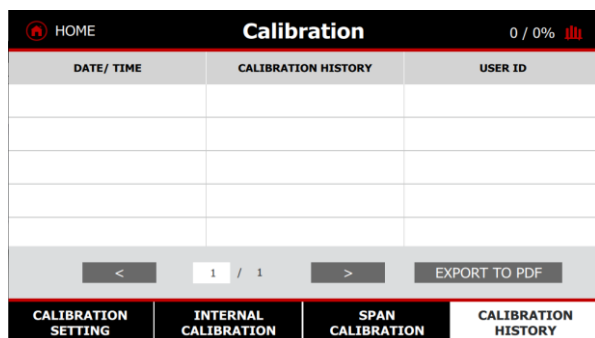 HOME
Calibration
0 / 0%
DATE/ TIME
CALIBRATION HISTORY
USER ID
<
1 / 1
>
EXPORT TO PDF
CALIBRATION
SETTING
INTERNAL
CALIBRATION
SPAN
CALIBRATION
CALIBRATION
HISTORY